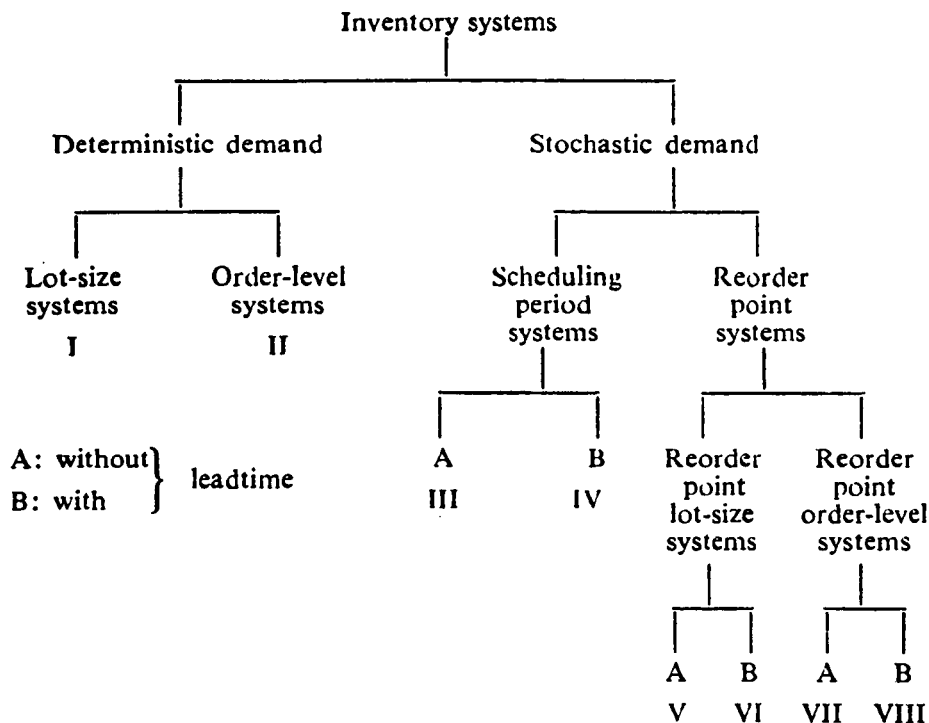 Inventory systems
Deterministic demand
Stochastic demand
Lot-size
systems
I
Order-level
systems
II
Scheduling
period
systems
Reorder
point
systems
A: without
B: with
leadtime
A
III
B
IV
Reorder
point
lot-size
systems
Reorder
point
order-level
systems
A
V
B
VI
A
VII
B
VIII